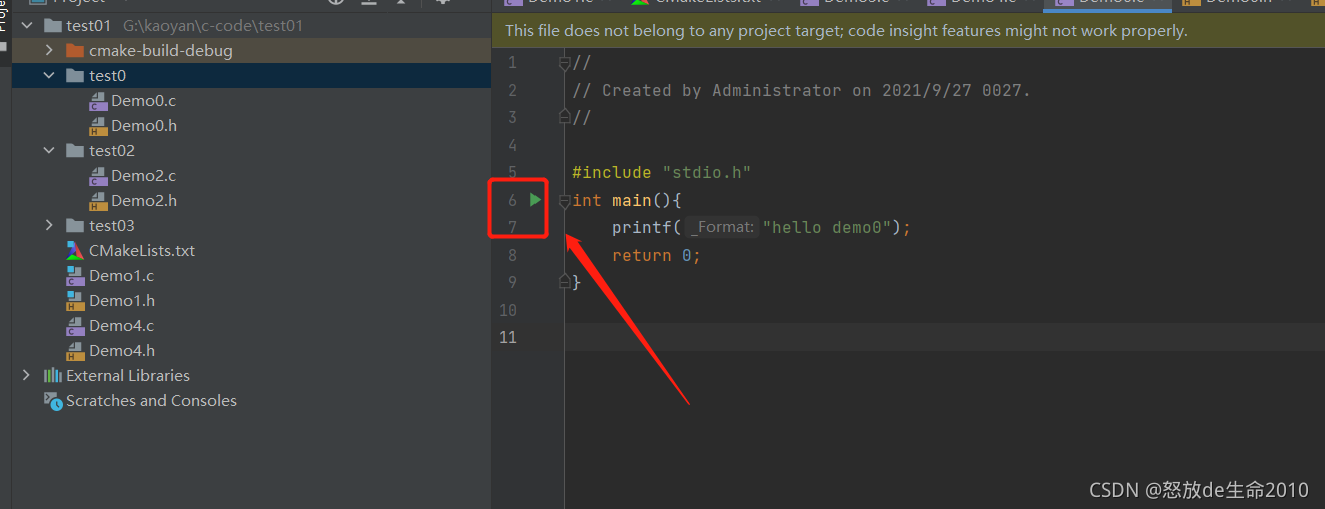 Project
test01 G:\kaoyan\c-code\test01
cmake-build-debug
test0
Demo0.c
Demo0.h
test02
Demo2.c
Demo2.h
test03
CMakeLists.txt
Demo1.c
Demo1.h
Demo4.c
Demo4.h
External Libraries
Scratches and Consoles
This file does not belong to any project target; code insight features might not work properly.
1 //
2 // Created by Administrator on 2021/9/27 0027.
3 //
4
5 #include "stdio.h"
6 int main(){
7 printf( _Format: "hello demo0");
8 return 0;
9 }
10
11
CSDN @怒放de生命2010